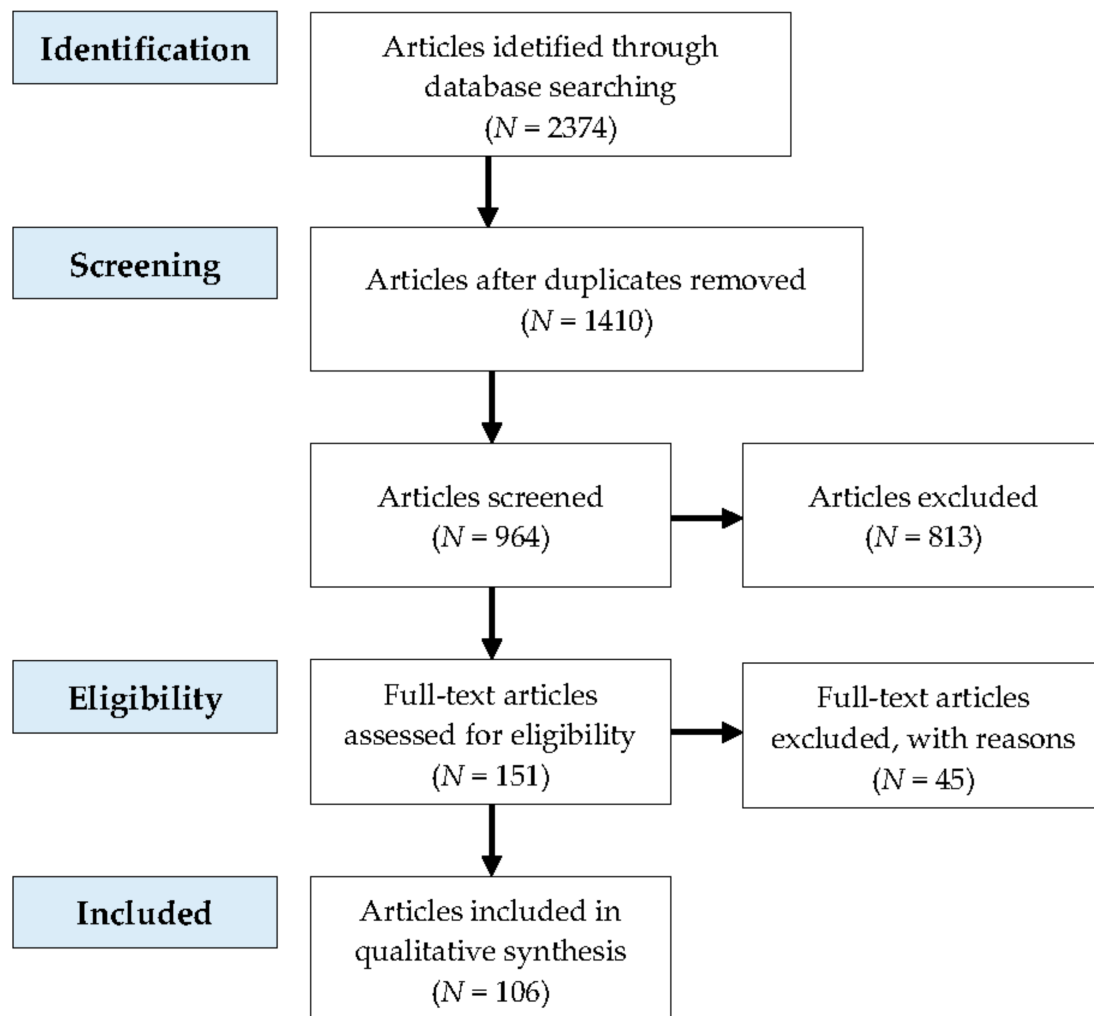 Identification
Articles idetified through
database searching
(N = 2374)
Screening
Articles after duplicates removed
(N = 1410)
Articles screened
(N = 964)
Articles excluded
(N = 813)
Eligibility
Full-text articles
assessed for eligibility
(N = 151)
Full-text articles
excluded, with reasons
(N = 45)
Included
Articles included in
qualitative synthesis
(N = 106)